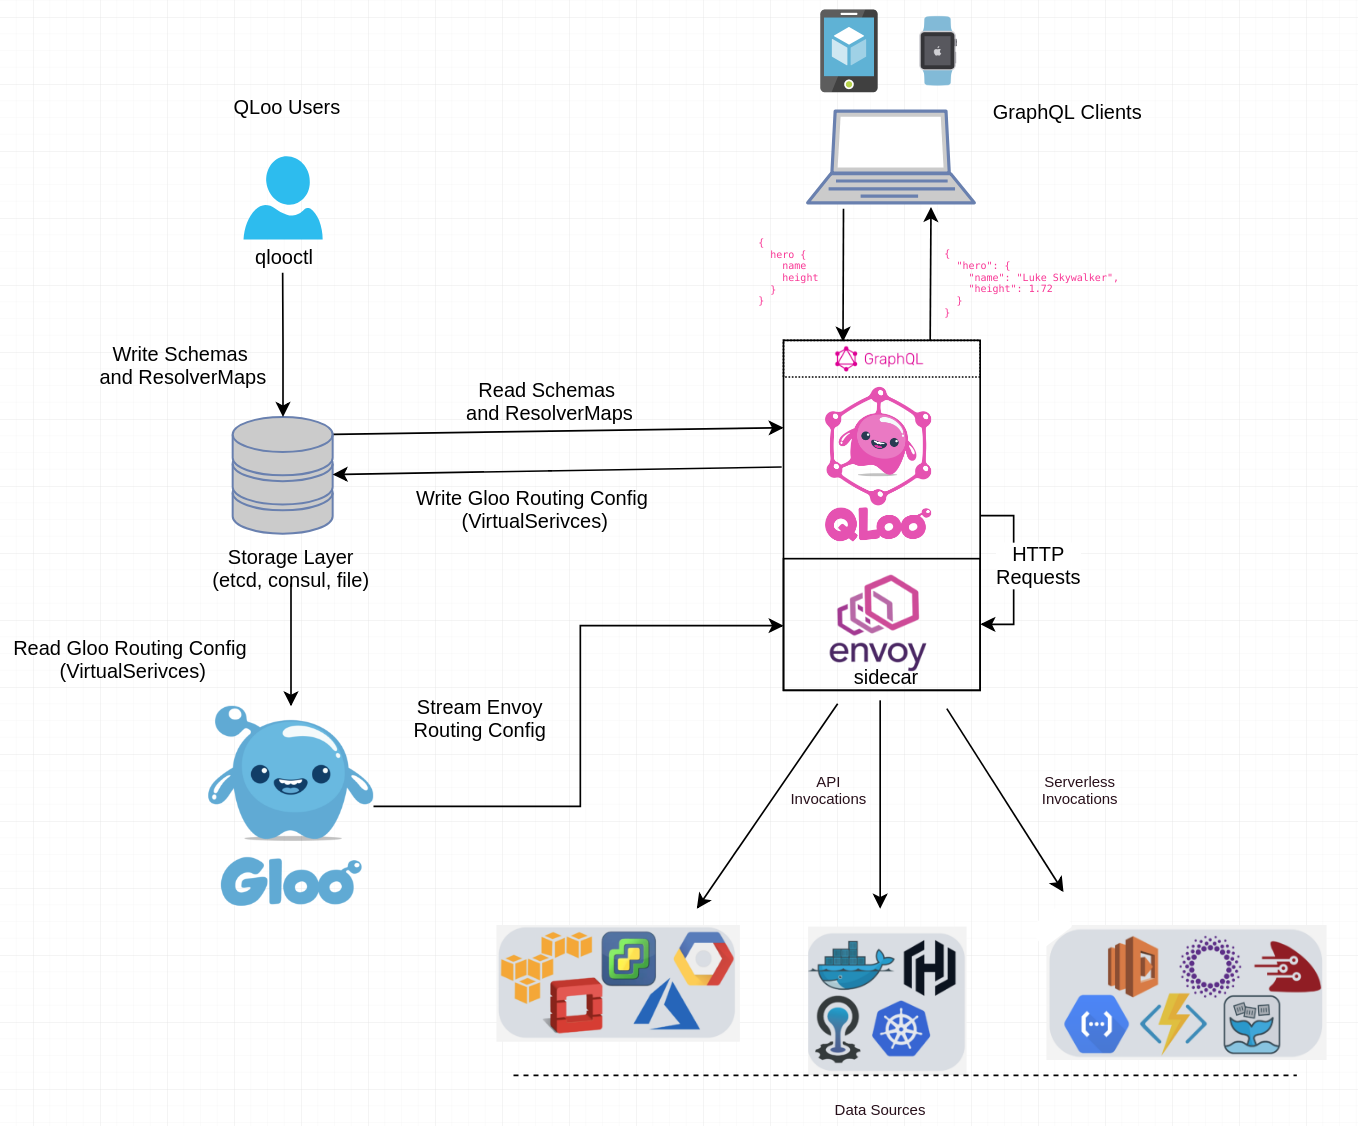 QLoo Users
GraphQL Clients
qlooctl
{
hero {
name
height
}
}
{
"hero": {
"name": "Luke Skywalker",
"height": 1.72
}
}
Write Schemas
and ResolverMaps
GraphQL
Read Schemas
and ResolverMaps
Write Gloo Routing Config
(VirtualSerivces)
QLoo
Storage Layer
(etcd, consul, file)
HTTP
Requests
envoy
sidecar
Read Gloo Routing Config
(VirtualSerivces)
Stream Envoy
Routing Config
Gloo
API
Invocations
Serverless
Invocations
Data Sources